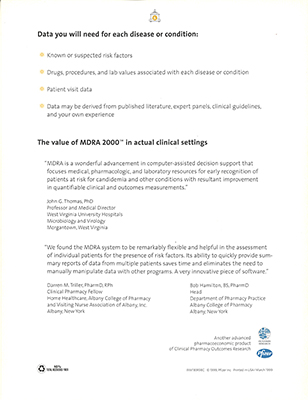 Data you will need for each disease or condition:
Known or suspected risk factors
Drugs, procedures, and lab values associated with each disease or condition
Patient visit data
Data may be derived from published literature, expert panels, clinical guidelines,
and your own experience
The value of MDRA 2000™ in actual clinical settings
"MDRA is a wonderful advancement in computer-assisted decision support that
focuses medical, pharmacologic, and laboratory resources for early recognition of
patients at risk for candidemia and other conditions with resultant improvement
in quantifiable clinical and outcomes measurements."
John G. Thomas, PhD
Professor and Medical Director
West Virginia University Hospitals
Microbiology and Virology
Morgantown, West Virginia
"We found the MDRA system to be remarkably flexible and helpful in the assessment
of individual patients for the presence of risk factors. Its ability to quickly provide sum-
mary reports of data from multiple patients saves time and eliminates the need to
manually manipulate data with other programs. A very innovative piece of software."
Darren M. Triller, PharmD, RPh
Clinical Pharmacy Fellow
Home Healthcare, Albany College of Pharmacy
and Visiting Nurse Association of Albany, Inc.
Albany, New York
Bob Hamilton, BS, PharmD
Head
Department of Pharmacy Practice
Albany College of Pharmacy
Albany, New York
Another advanced
pharmacoeconomic product
of Clinical Pharmacy Outcomes Research
Pfizer